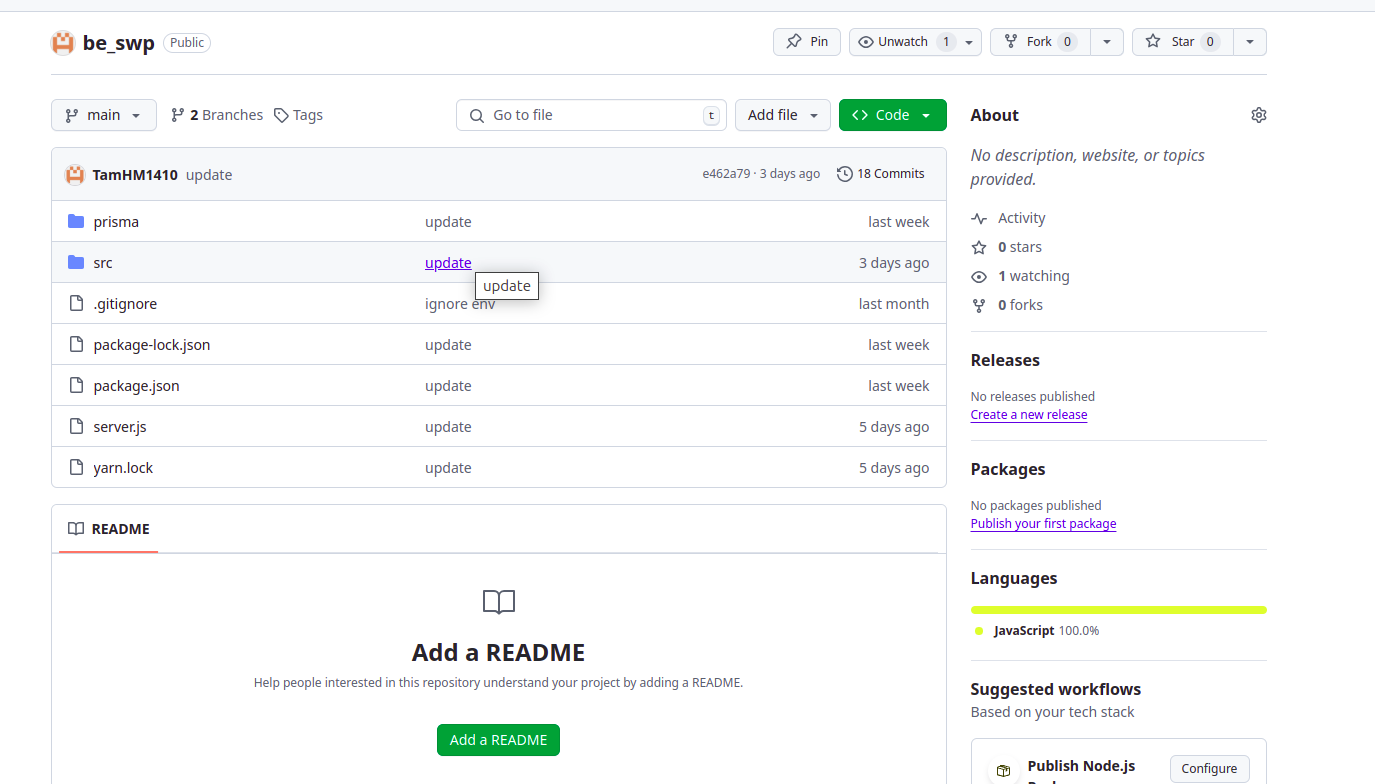 be_swp Public Pin Unwatch 1 Fork 0 Star 0
main 2 Branches Tags Go to file t Add file Code
TamHM1410 update e462a79 · 3 days ago 18 Commits
prisma update last week
src update 3 days ago
update
.gitignore ignore env last month
package-lock.json update last week
package.json update last week
server.js update 5 days ago
yarn.lock update 5 days ago
README
Add a README
Help people interested in this repository understand your project by adding a README.
Add a README
About
No description, website, or topics
provided.
Activity
0 stars
1 watching
0 forks
Releases
No releases published
Create a new release
Packages
No packages published
Publish your first package
Languages
JavaScript 100.0%
Suggested workflows
Based on your tech stack
Publish Node.js Configure